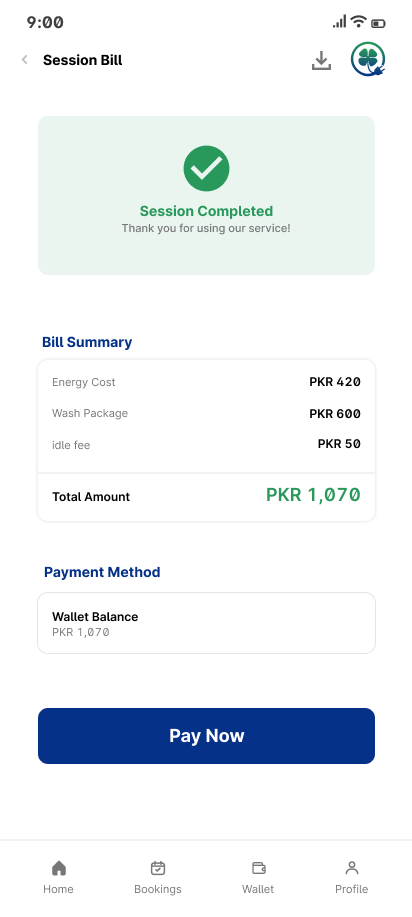 9:00
Session Bill
Session Completed
Thank you for using our service!
Bill Summary
Energy Cost PKR 420
Wash Package PKR 600
idle fee PKR 50
Total Amount PKR 1,070
Payment Method
Wallet Balance
PKR 1,070
Pay Now
Home Bookings Wallet Profile